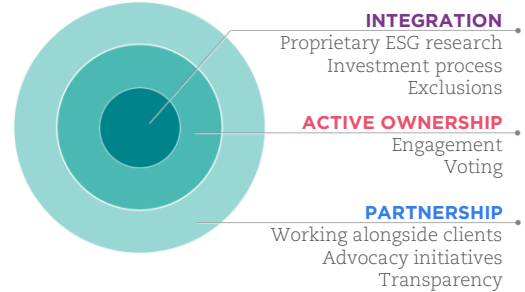 INTEGRATION
Proprietary ESG research
Investment process
Exclusions
ACTIVE OWNERSHIP
Engagement
Voting
PARTNERSHIP
Working alongside clients
Advocacy initiatives
Transparency